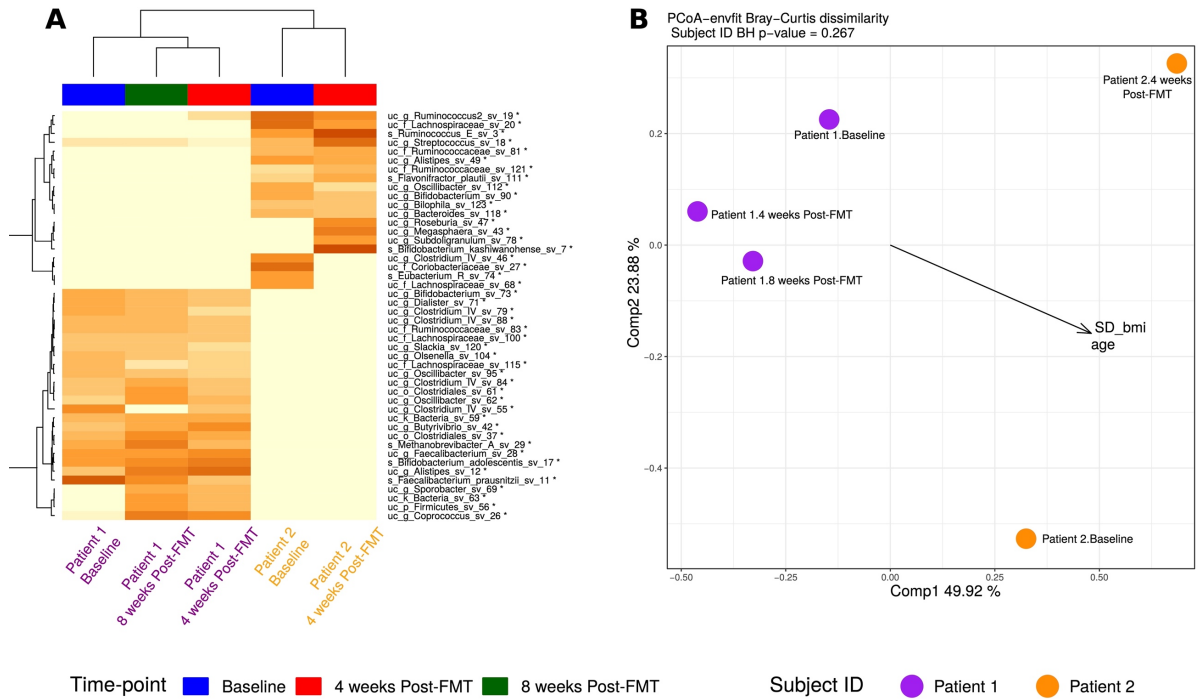 A
uc_g_Ruminococcus2_sv_19 *
uc_f_Lachnospiraceae_sv_20 *
s_Ruminococcus_E_sv_3 *
uc_g_Streptococcus_sv_18 *
uc_f_Ruminococcaceae_sv_81 *
uc_g_Alistipes_sv_49 *
uc_f_Ruminococcaceae_sv_121 *
s_Flavonifractor_plautii_sv_111 *
uc_g_Oscillibacter_sv_112 *
uc_g_Bifidobacterium_sv_90 *
uc_g_Bilophila_sv_123 *
uc_g_Bacteroides_sv_118 *
uc_g_Roseburia_sv_47 *
uc_g_Megasphaera_sv_43 *
uc_g_Subdoligranulum_sv_78 *
s_Bifidobacterium_kashiwanohense_sv_7 *
uc_g_Clostridium_IV_sv_46 *
uc_f_Coriobacteriaceae_sv_27 *
s_Eubacterium_R_sv_74 *
uc_f_Lachnospiraceae_sv_68 *
uc_g_Bifidobacterium_sv_73 *
uc_g_Dialister_sv_71 *
uc_g_Clostridium_IV_sv_79 *
uc_g_Clostridium_IV_sv_88 *
uc_f_Ruminococcaceae_sv_83 *
uc_f_Lachnospiraceae_sv_100 *
uc_g_Slackia_sv_120 *
uc_g_Olsenella_sv_104 *
uc_f_Lachnospiraceae_sv_115 *
uc_g_Oscillibacter_sv_95 *
uc_g_Clostridium_IV_sv_84 *
uc_o_Clostridiales_sv_61 *
uc_g_Oscillibacter_sv_62 *
uc_g_Clostridium_IV_sv_55 *
uc_k_Bacteria_sv_59 *
uc_g_Butyrivibrio_sv_42 *
uc_o_Clostridiales_sv_37 *
s_Methanobrevibacter_A_sv_29 *
uc_g_Faecalibacterium_sv_28 *
s_Bifidobacterium_adolescentis_sv_17 *
uc_g_Alistipes_sv_12 *
s_Faecalibacterium_prausnitzii_sv_11 *
uc_g_Sporobacter_sv_69 *
uc_k_Bacteria_sv_63 *
uc_p_Firmicutes_sv_56 *
uc_g_Coprococcus_sv_26 *
Patient 1
Baseline
Patient 1
8 weeks Post-FMT
Patient 1
4 weeks Post-FMT
Patient 2
Baseline
Patient 2
4 weeks Post-FMT
B
PCoA-envfit Bray-Curtis dissimilarity
Subject ID BH p-value = 0.267
Patient 2.4 weeks
Post-FMT
Patient 1.Baseline
Patient 1.4 weeks Post-FMT
Patient 1.8 weeks Post-FMT
SD_bmi
age
Patient 2.Baseline
Comp2 23.88 %
0.2
0.0
−0.2
−0.4
−0.50
−0.25
0.00
0.25
0.50
Comp1 49.92 %
Time-point
Baseline
4 weeks Post-FMT
8 weeks Post-FMT
Subject ID
Patient 1
Patient 2